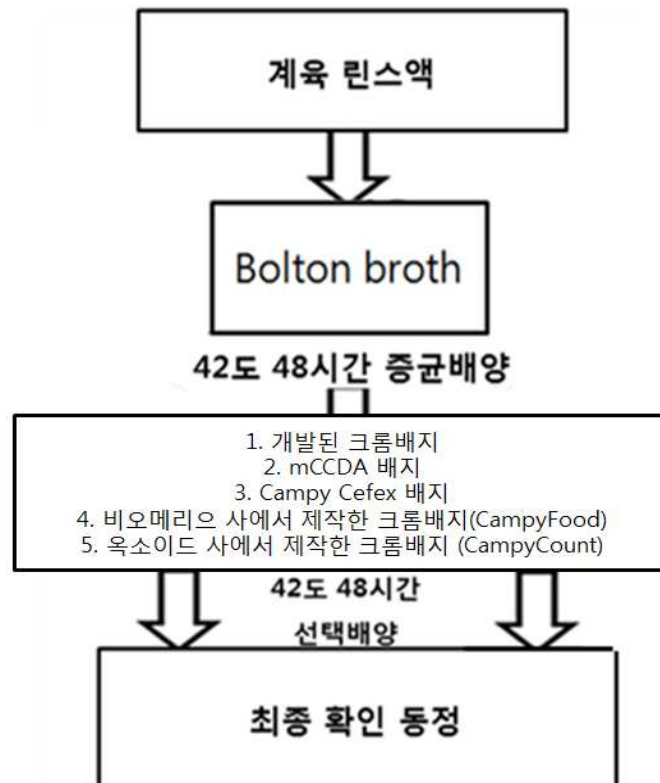 계육 린스액
Bolton broth
42도 48시간 증균배양
1. 개발된 크롬배지
2. mCCDA 배지
3. Campy Cefex 배지
4. 비오메리으 사에서 제작한 크롬배지(CampyFood)
5. 옥소이드 사에서 제작한 크롬배지 (CampyCount)
42도 48시간
선택배양
최종 확인 동정